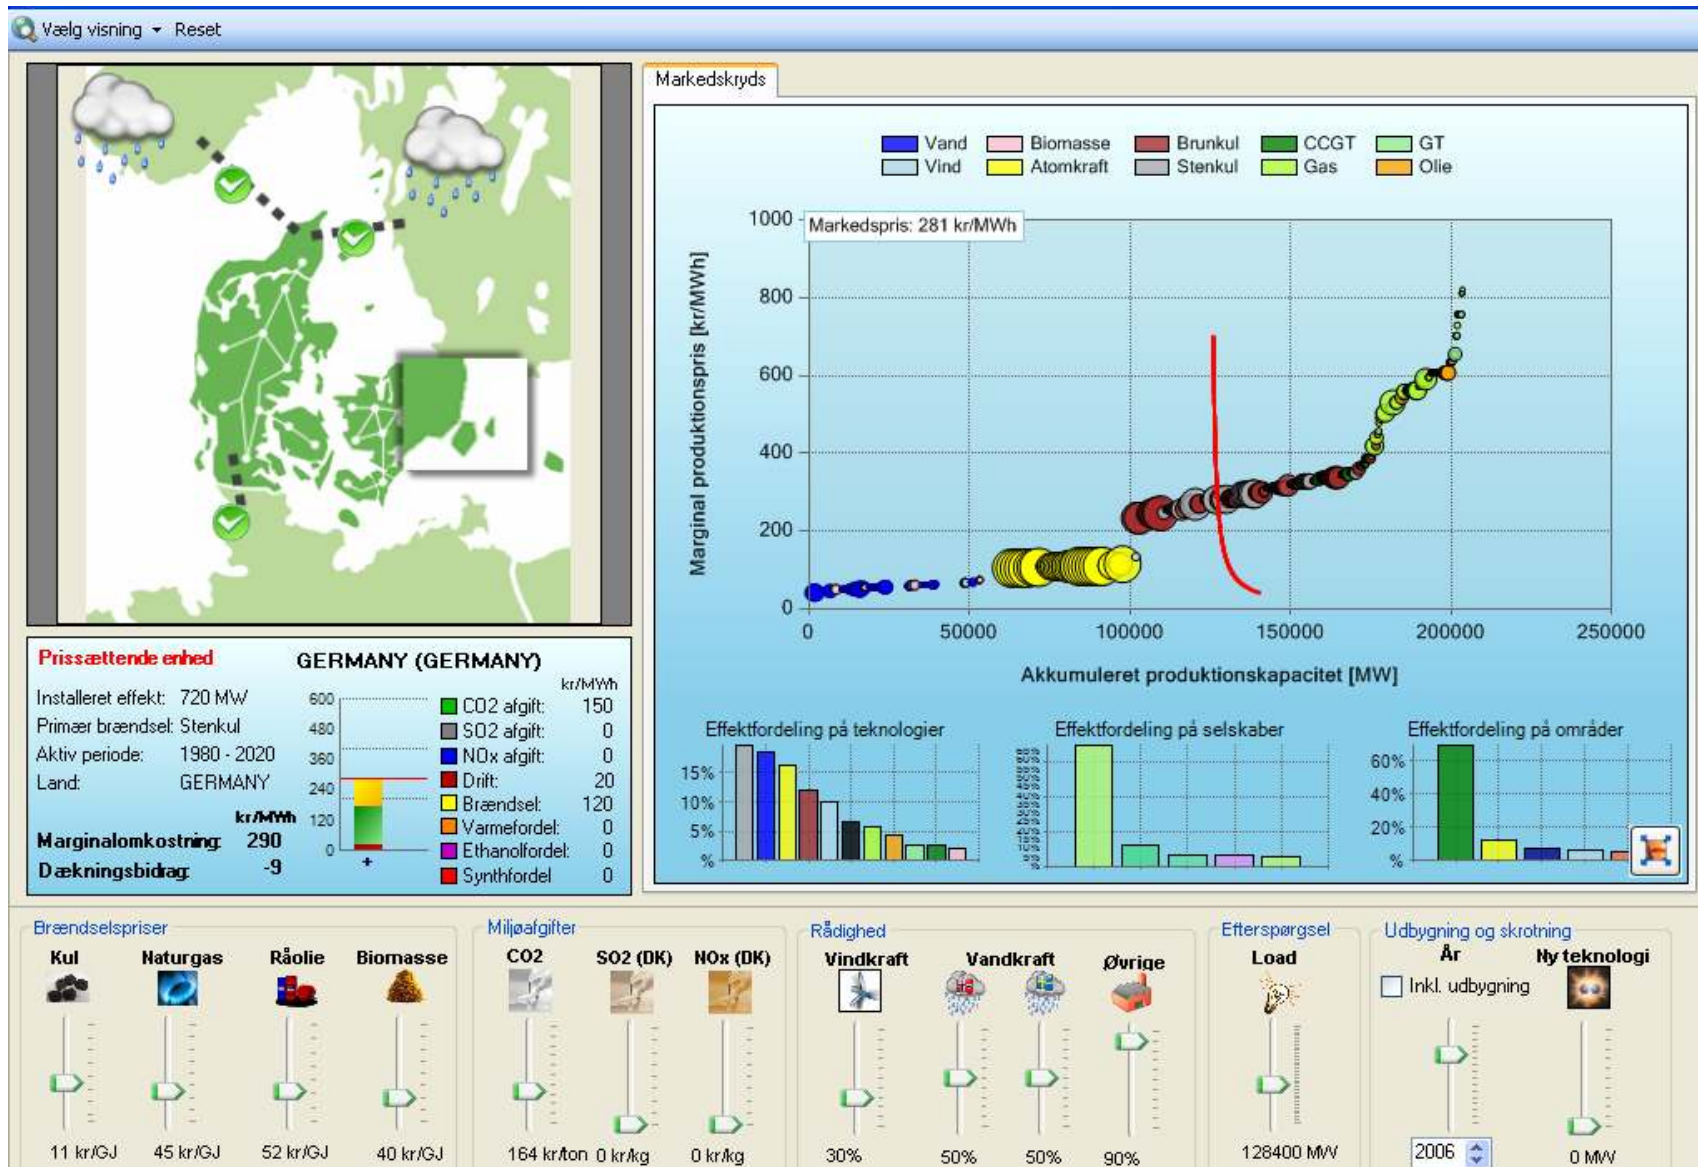 Vælg visning Reset
Markedskryds
Vand Biomasse Brunkul CCGT GT
Vind Atomkraft Stenkul Gas Olie
Markedspris: 281 kr/MWh
Marginal produktionspris [kr/MWh]
1000
800
600
400
200
0
0 50000 100000 150000 200000 250000
Akkumuleret produktionskapacitet [MW]
Prissættende enhed
GERMANY (GERMANY)
Installeret effekt: 720 MW
Primær brændsel: Stenkul
Aktiv periode: 1980 - 2020
Land: GERMANY
kr/MWh
Marginalomkostning: 290
Dækningsbidrag: -9
600
480
360
240
120
0
+
kr/MWh
CO2 afgift: 150
SO2 afgift: 0
NOx afgift: 0
Drift: 20
Brændsel: 120
Varmefordel: 0
Ethanolfordel: 0
Synthfordel 0
Effektfordeling på teknologier
15%
10%
5%
%
Effektfordeling på selskaber
Effektfordeling på områder
60%
40%
20%
%
Brændselspriser
Kul Naturgas Råolie Biomasse
11 kr/GJ 45 kr/GJ 52 kr/GJ 40 kr/GJ
Miljøafgifter
CO2 SO2 (DK) NOx (DK)
164 kr/ton 0 kr/kg 0 kr/kg
Rådighed
Vindkraft Vandkraft Øvrige
30% 50% 50% 90%
Efterspørgsel
Load
128400 MW
Udbygning og skrotning
År Ny teknologi
Inkl. udbygning
2006 0 MW